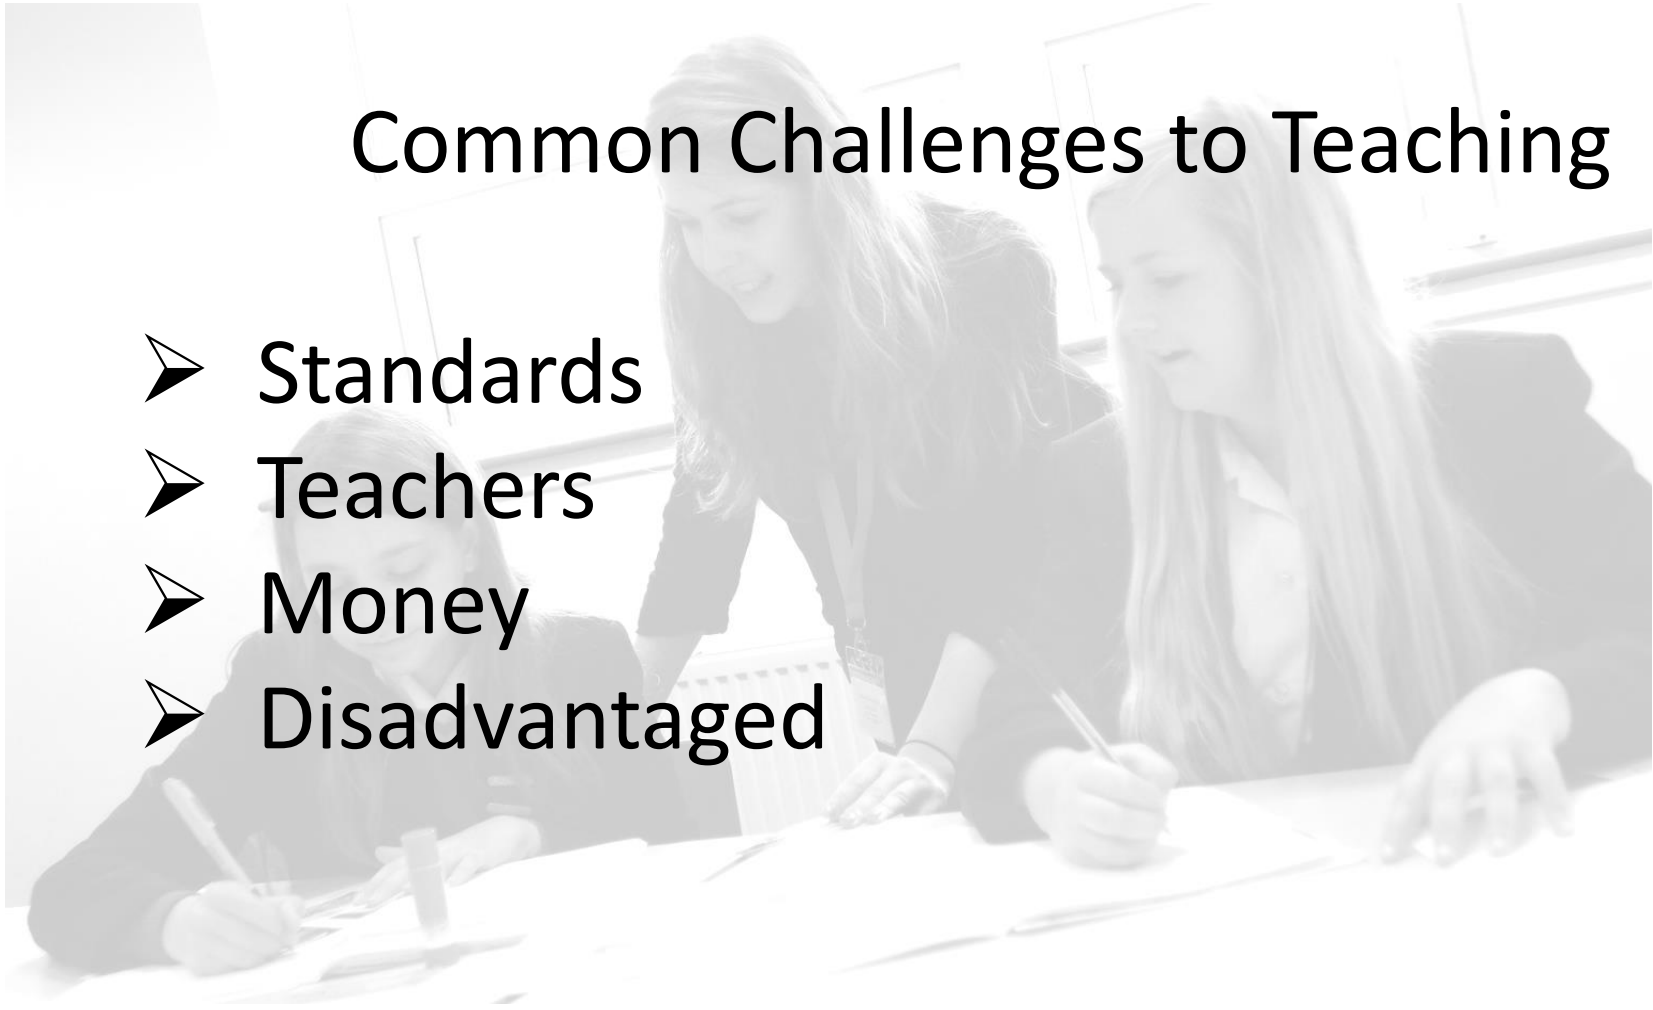 Common Challenges to Teaching
Standards
Teachers
Money
Disadvantaged